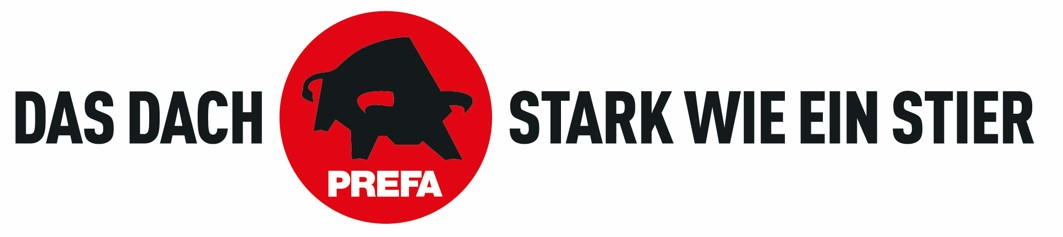 DAS DACH
PREFA
STARK WIE EIN STIER